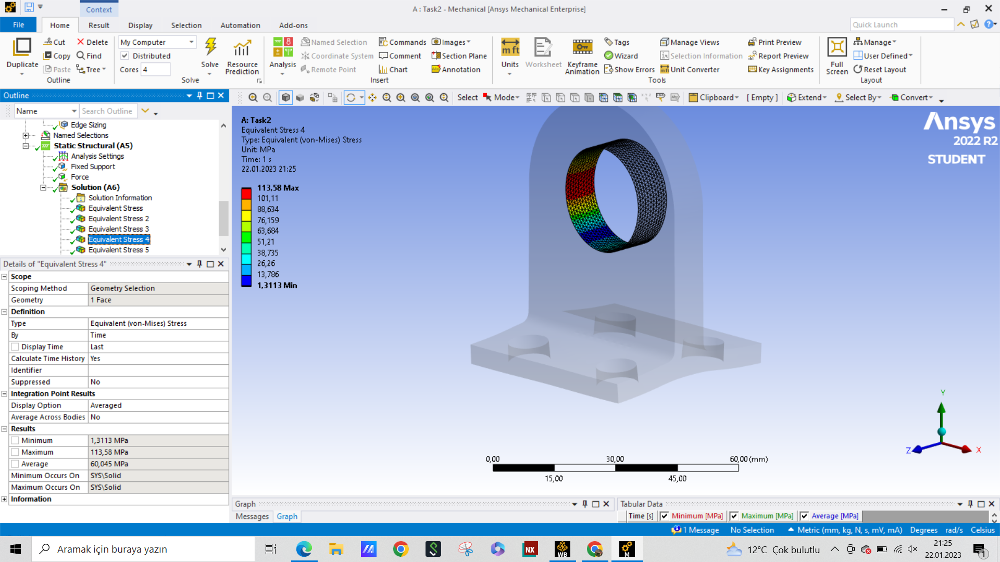 Context
A : Task2 - Mechanical [Ansys Mechanical Enterprise]
File Home Result Display Selection Automation Add-ons
Quick Launch
Duplicate
Cut
Copy
Paste
Delete
Find
Tree
Outline
My Computer
Distributed
Cores 4
Solve
Resource Prediction
Solve
Analysis
Named Selection
Coordinate System
Remote Point
Commands
Comment
Chart
Images
Section Plane
Annotation
Insert
Units
Worksheet
Keyframe Animation
Tags
Wizard
Show Errors
Manage Views
Selection Information
Unit Converter
Print Preview
Report Preview
Key Assignments
Tools
Full Screen
Manage
User Defined
Reset Layout
Layout
Outline
Name
Search Outline
Select Mode Clipboard [ Empty ] Extend Select By Convert
Edge Sizing
Named Selections
Static Structural (A5)
Analysis Settings
Fixed Support
Force
Solution (A6)
Solution Information
Equivalent Stress
Equivalent Stress 2
Equivalent Stress 3
Equivalent Stress 4
Equivalent Stress 5
Details of "Equivalent Stress 4"
Scope
Scoping Method Geometry Selection
Geometry 1 Face
Definition
Type Equivalent (von-Mises) Stress
By Time
Display Time Last
Calculate Time History Yes
Identifier
Suppressed No
Integration Point Results
Display Option Averaged
Average Across Bodies No
Results
Minimum 1,3113 MPa
Maximum 113,58 MPa
Average 60,045 MPa
Minimum Occurs On SYS\Solid
Maximum Occurs On SYS\Solid
Information
A: Task2
Equivalent Stress 4
Type: Equivalent (von-Mises) Stress
Unit: MPa
Time: 1 s
22.01.2023 21:25
113,58 Max
101,11
88,634
76,159
63,684
51,21
38,735
26,26
13,786
1,3113 Min
Ansys
2022 R2
STUDENT
Y
Z
X
0,00 30,00 60,00 (mm)
15,00 45,00
Graph
Messages Graph
Tabular Data
Time [s] Minimum [MPa] Maximum [MPa] Average [MPa]
1 Message No Selection Metric (mm, kg, N, s, mV, mA) Degrees rad/s Celsius
Aramak için buraya yazın
NX
WB
M
12°C Çok bulutlu
21:25
22.01.2023
1